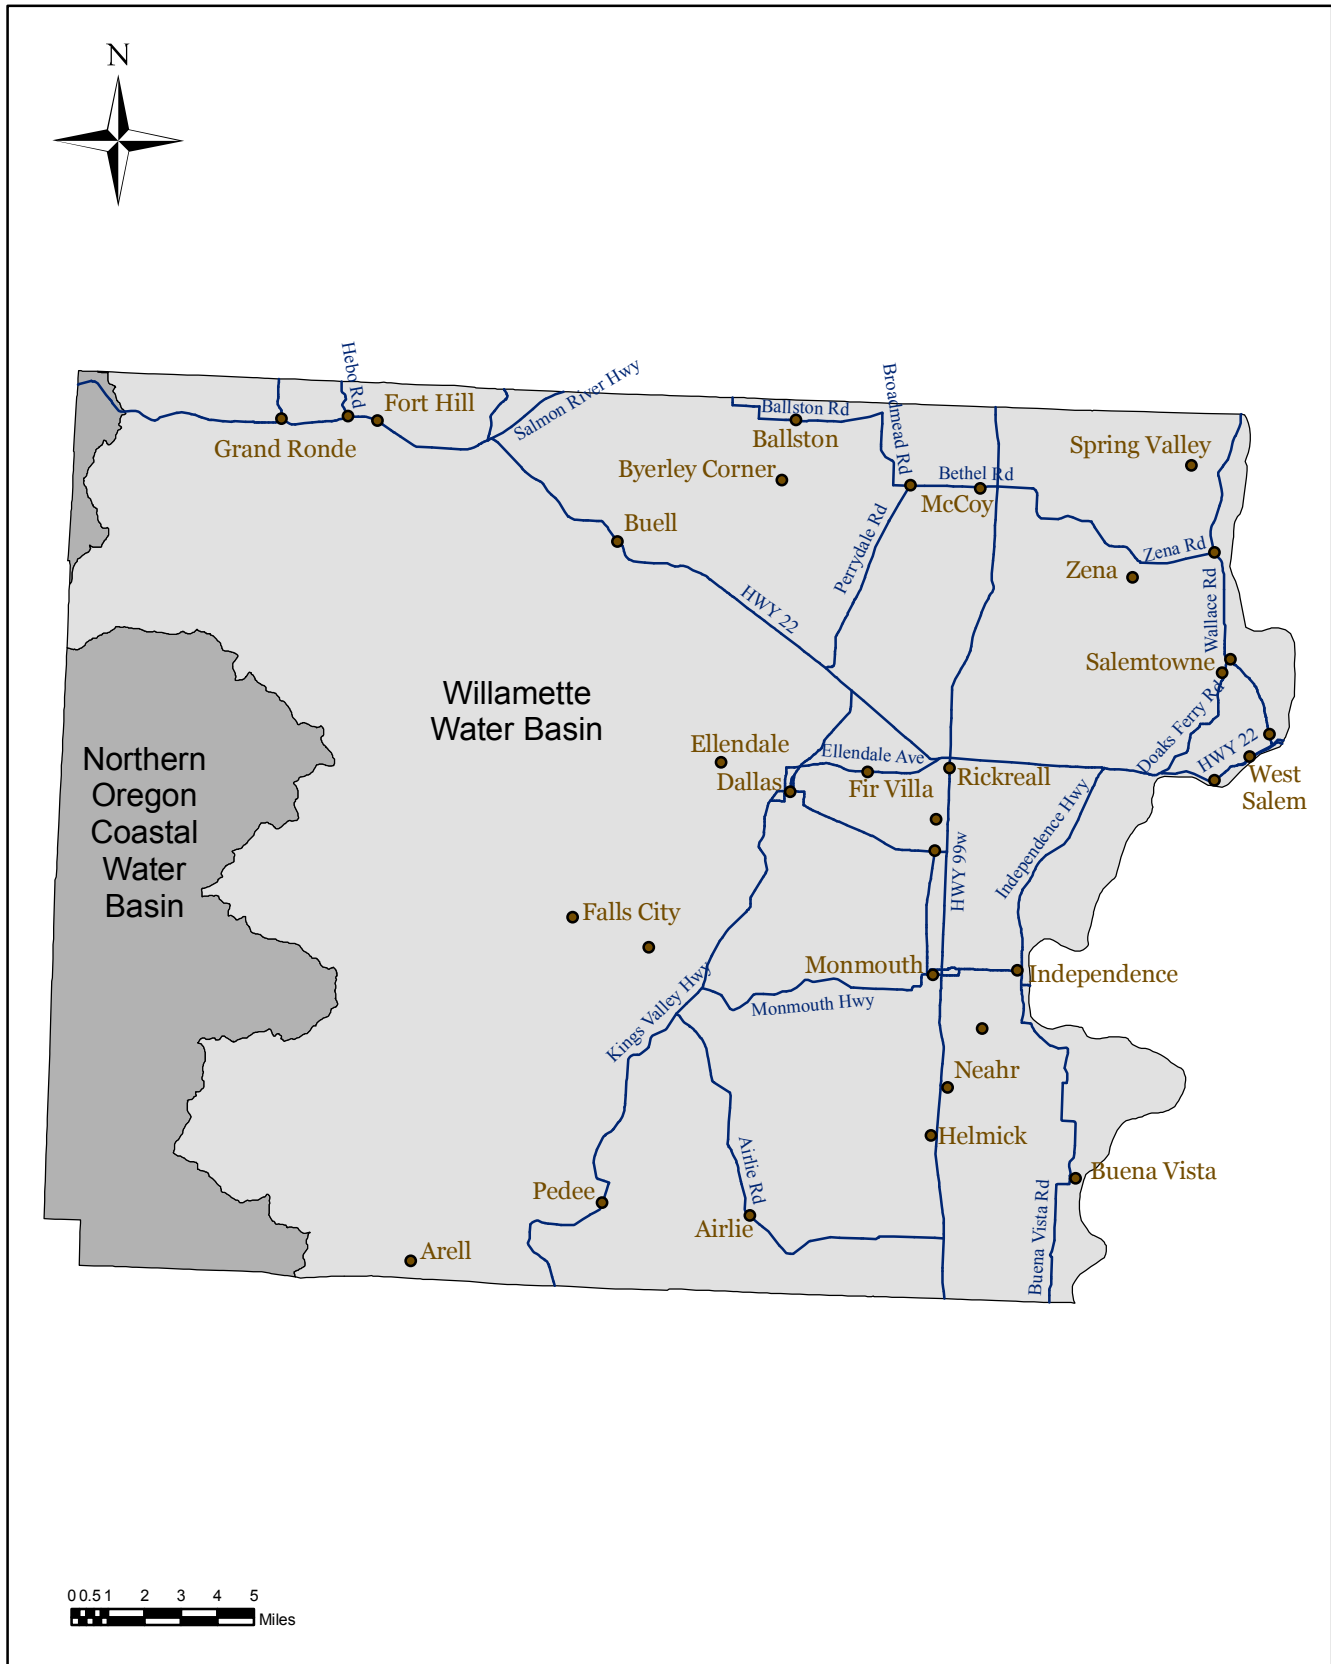 N
Hebo Rd
Fort Hill
Grand Ronde
Salmon River Hwy
Ballston Rd
Ballston
Broadmead Rd
Byerley Corner
Bethel Rd
McCoy
Spring Valley
Buell
Perrydale Rd
Zena Rd
Zena
HWY 22
Wallace Rd
Salemtowne
Doaks Ferry Rd
HWY 22
West
Salem
Willamette
Water Basin
Northern
Oregon
Coastal
Water
Basin
Ellendale
Ellendale Ave
Dallas
Fir Villa
Rickreall
Independence Hwy
HWY 99w
Falls City
Monmouth
Independence
Kings Valley Hwy
Monmouth Hwy
Neahr
Helmick
Airlie Rd
Buena Vista
Buena Vista Rd
Pedee
Airlie
Arell
0 0.5 1 2 3 4 5
Miles